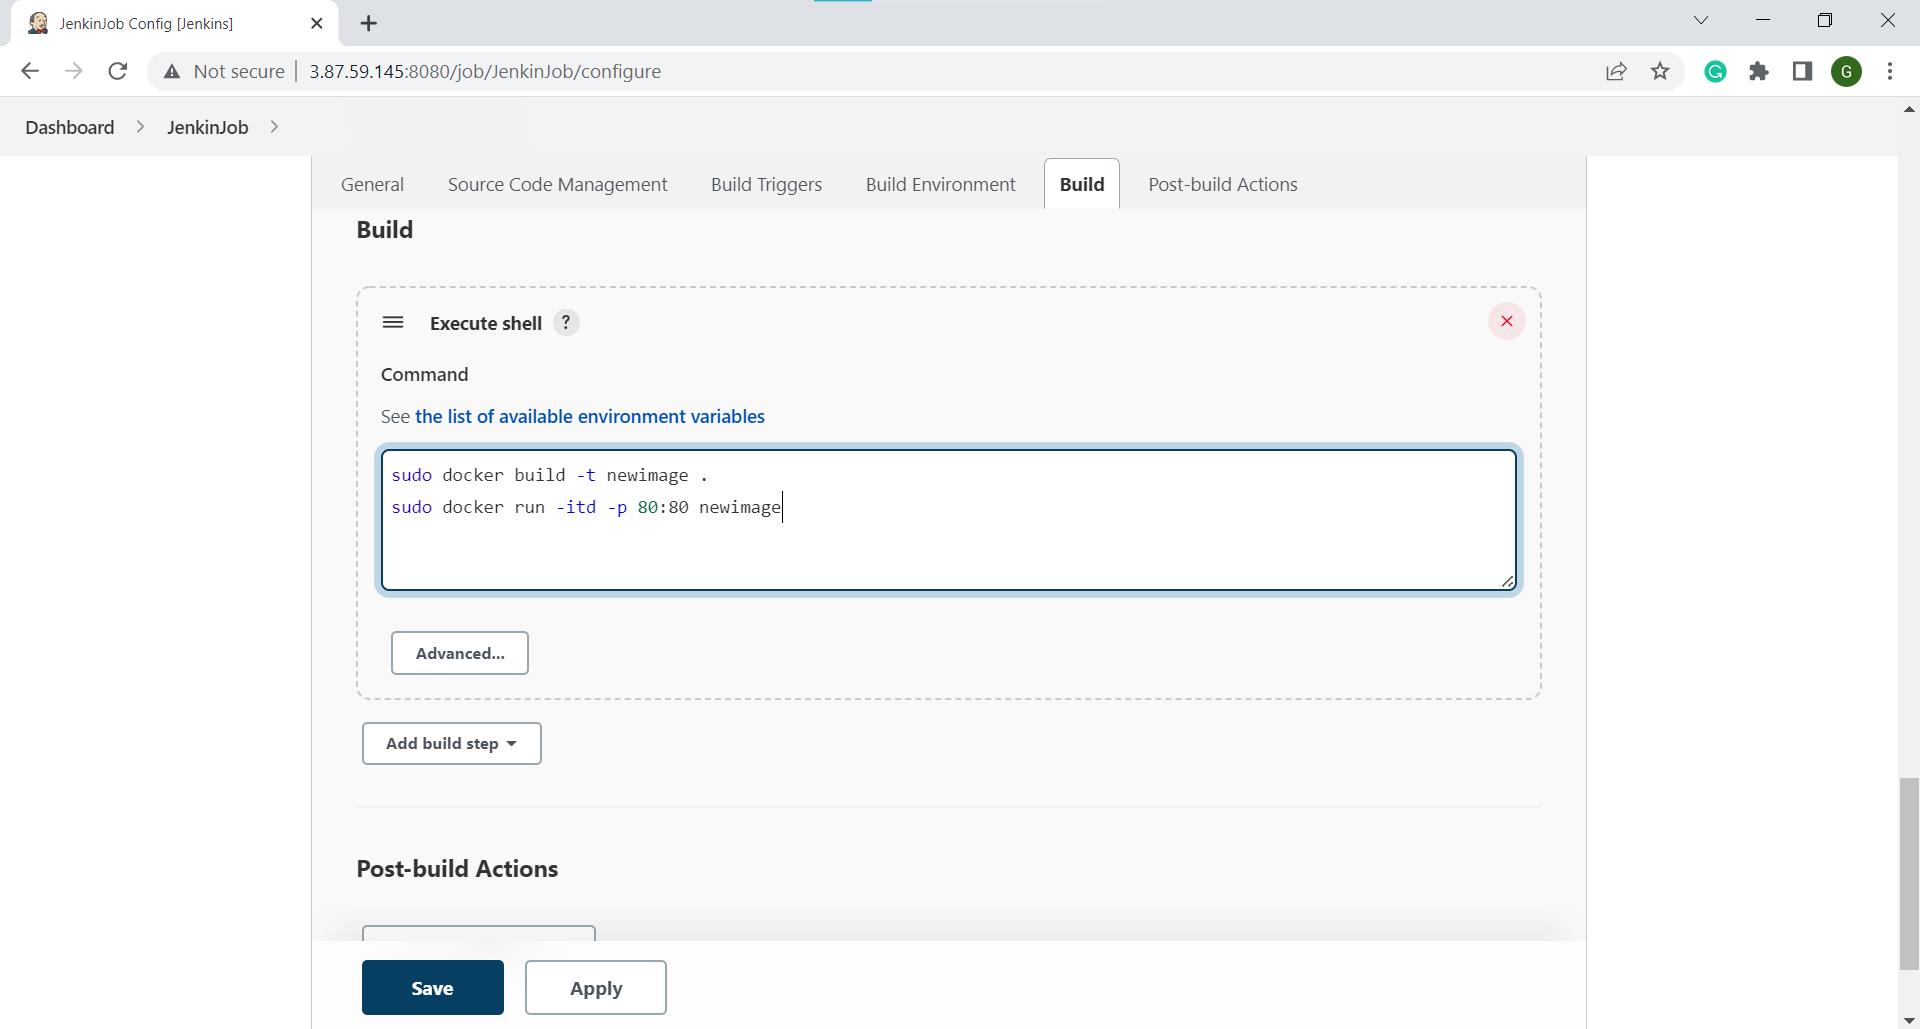 JenkinJob Config [Jenkins]
Not secure | 3.87.59.145:8080/job/JenkinJob/configure
G
Dashboard > JenkinJob >
General Source Code Management Build Triggers Build Environment Build Post-build Actions
Build
Execute shell ?
Command
See the list of available environment variables
sudo docker build -t newimage .
sudo docker run -itd -p 80:80 newimage
Advanced...
Add build step
Post-build Actions
Save Apply